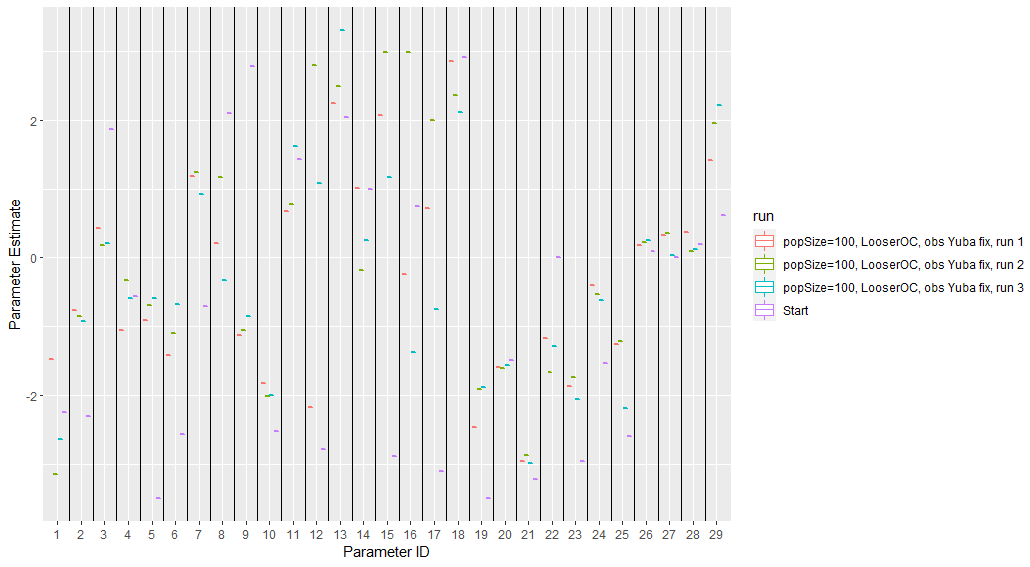 2
0
-2
Parameter Estimate
1 2 3 4 5 6 7 8 9 10 11 12 13 14 15 16 17 18 19 20 21 22 23 24 25 26 27 28 29
Parameter ID
run
popSize=100, LooserOC, obs Yuba fix, run 1
popSize=100, LooserOC, obs Yuba fix, run 2
popSize=100, LooserOC, obs Yuba fix, run 3
Start